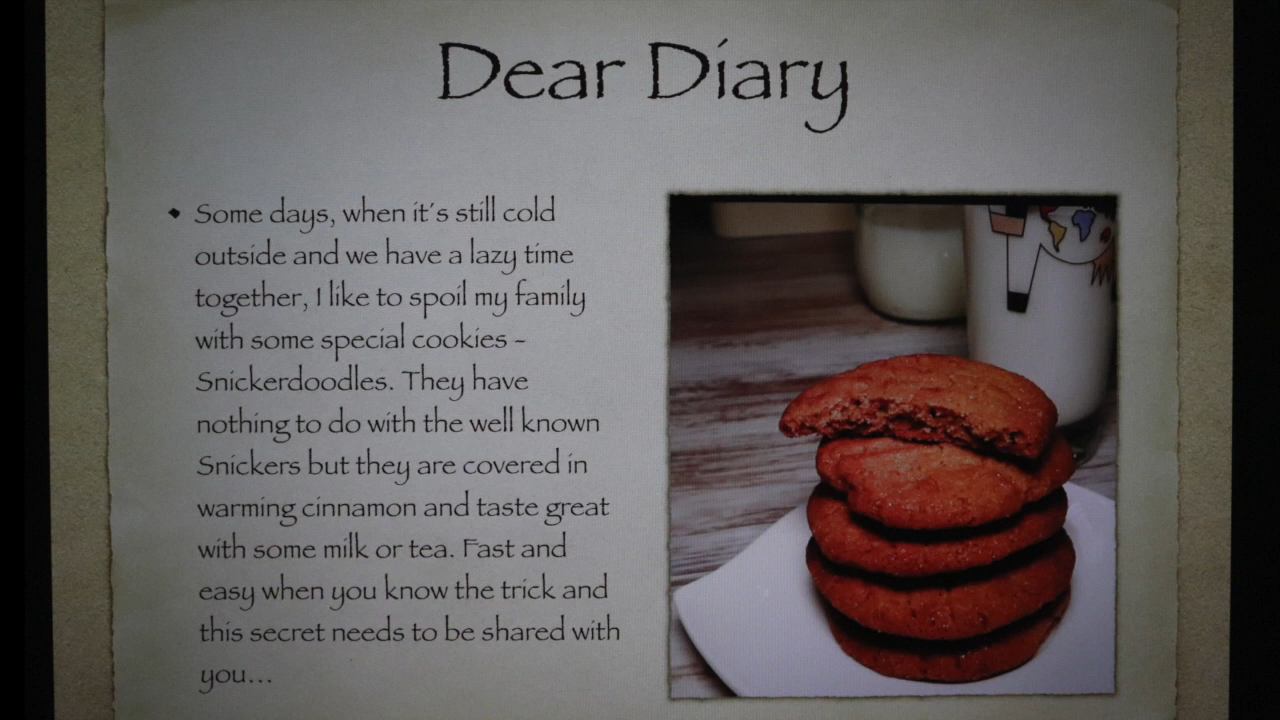 Dear Diary
Some days, when it's still cold
outside and we have a lazy time
together, I like to spoil my family
with some special cookies -
Snickerdoodles. They have
nothing to do with the well known
Snickers but they are covered in
warming cinnamon and taste great
with some milk or tea. Fast and
easy when you know the trick and
this secret needs to be shared with
you...